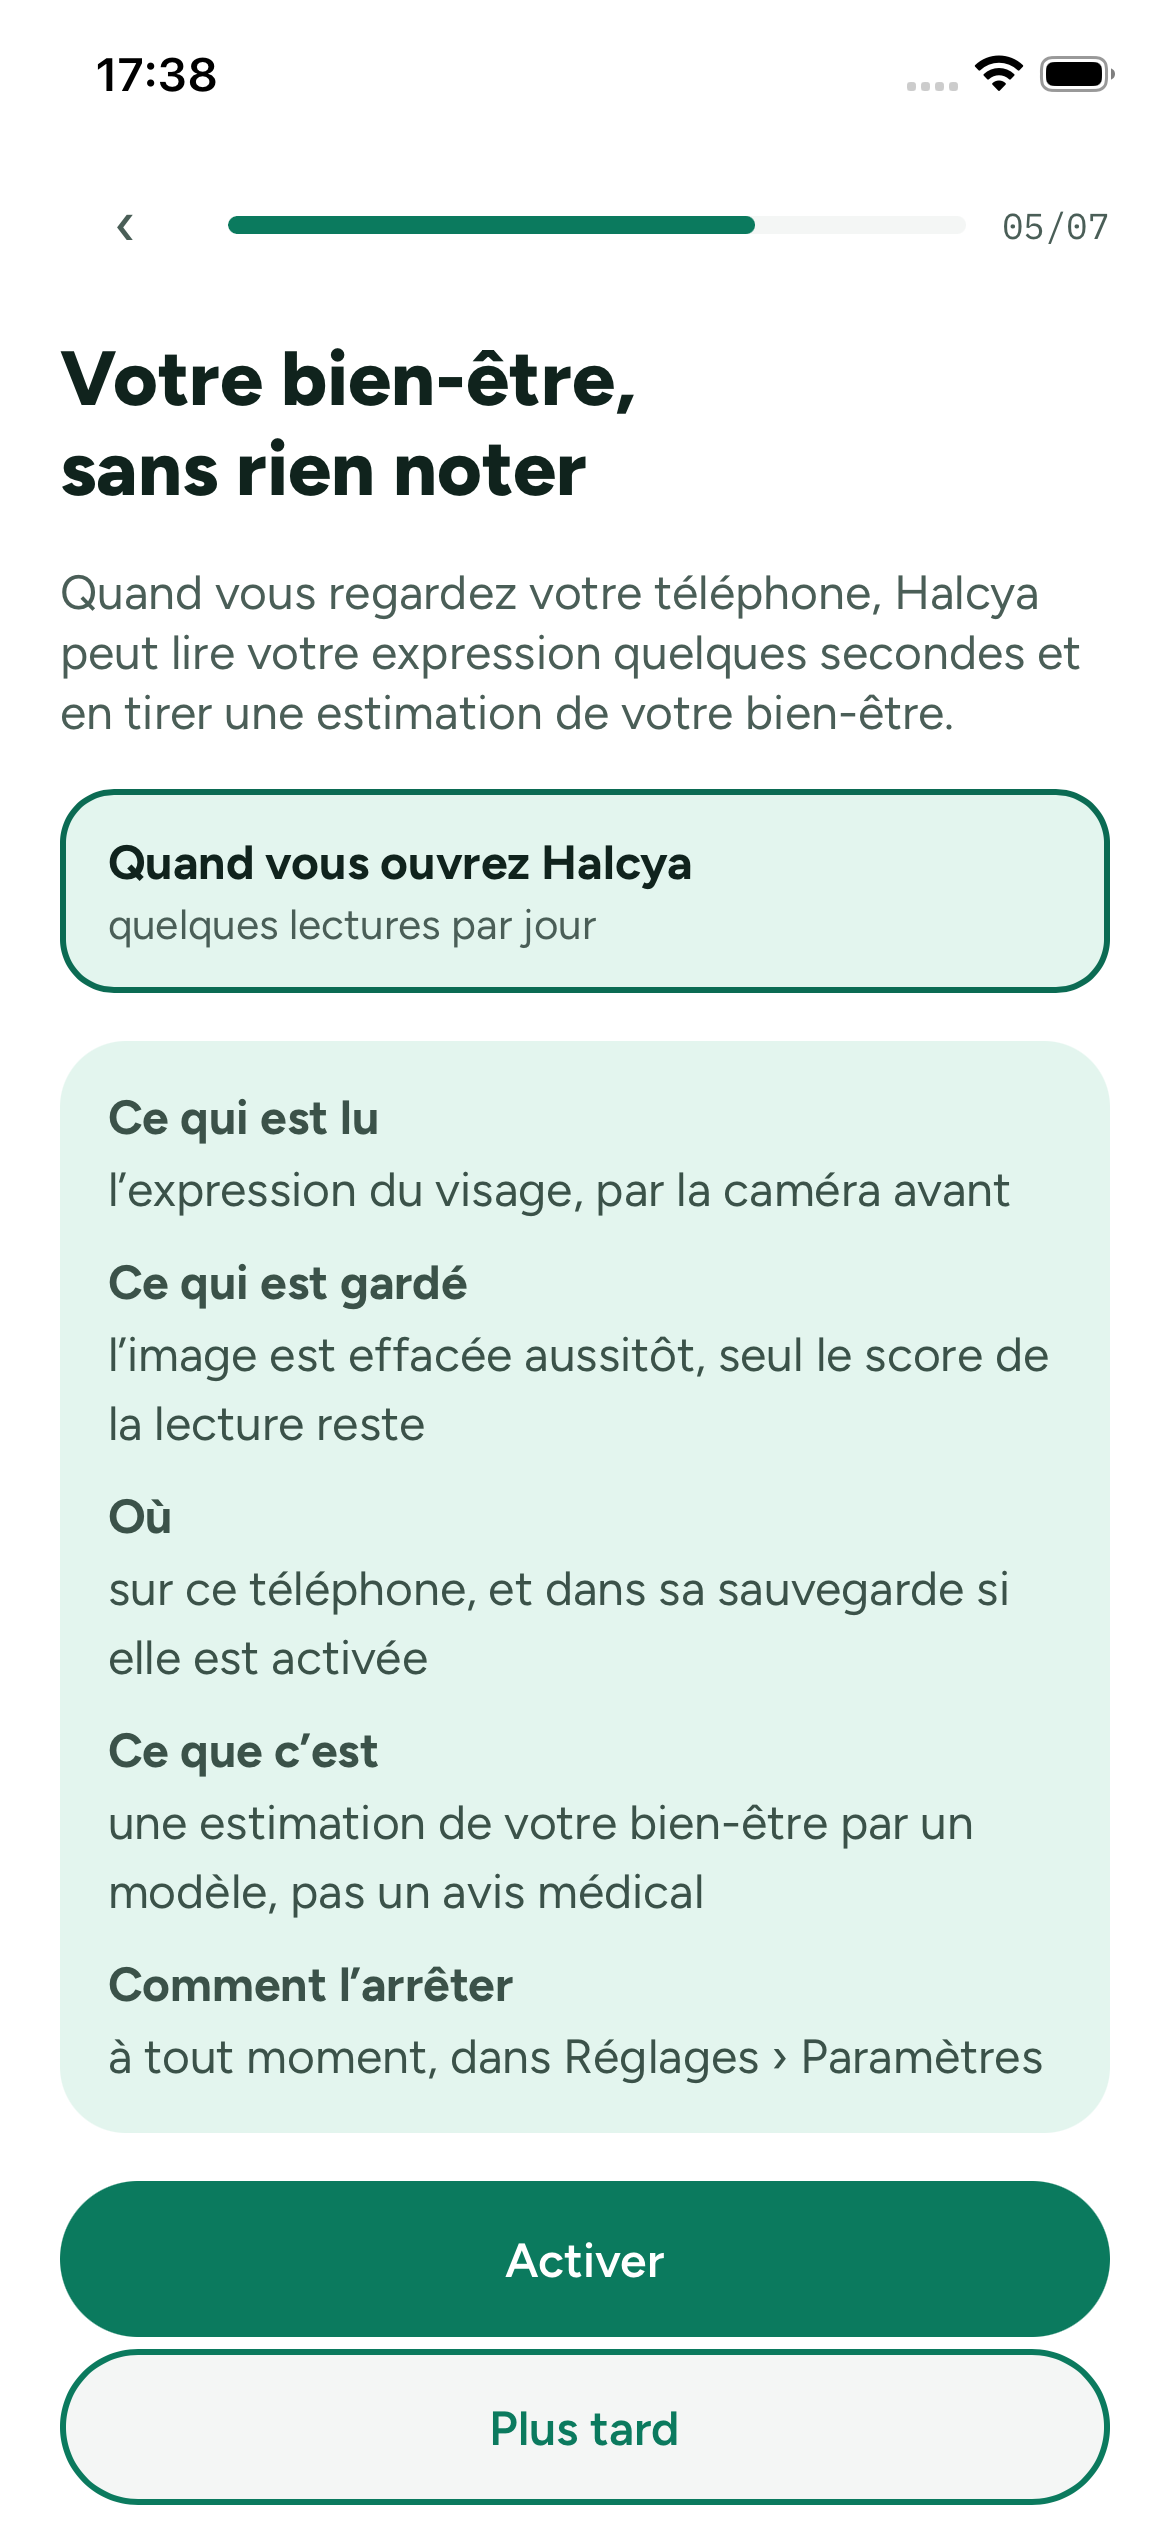 17:38
05/07
Votre bien-être,
sans rien noter
Quand vous regardez votre téléphone, Halcya
peut lire votre expression quelques secondes et
en tirer une estimation de votre bien-être.
Quand vous ouvrez Halcya
quelques lectures par jour
Ce qui est lu
l’expression du visage, par la caméra avant
Ce qui est gardé
l’image est effacée aussitôt, seul le score de
la lecture reste
Où
sur ce téléphone, et dans sa sauvegarde si
elle est activée
Ce que c’est
une estimation de votre bien-être par un
modèle, pas un avis médical
Comment l’arrêter
à tout moment, dans Réglages › Paramètres
Activer
Plus tard